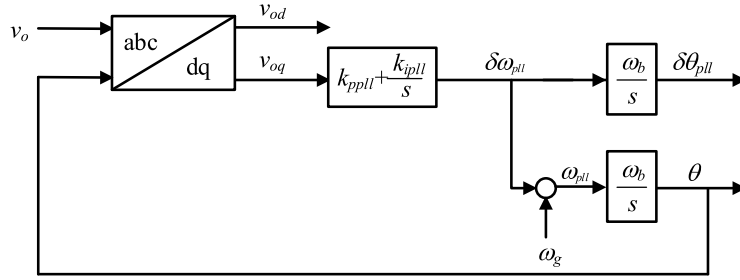 v_o
abc
dq
v_od
v_oq
k_ppll + k_ipll/s
δω_pll
ω_b/s
δθ_pll
ω_pll
ω_b/s
θ
ω_g